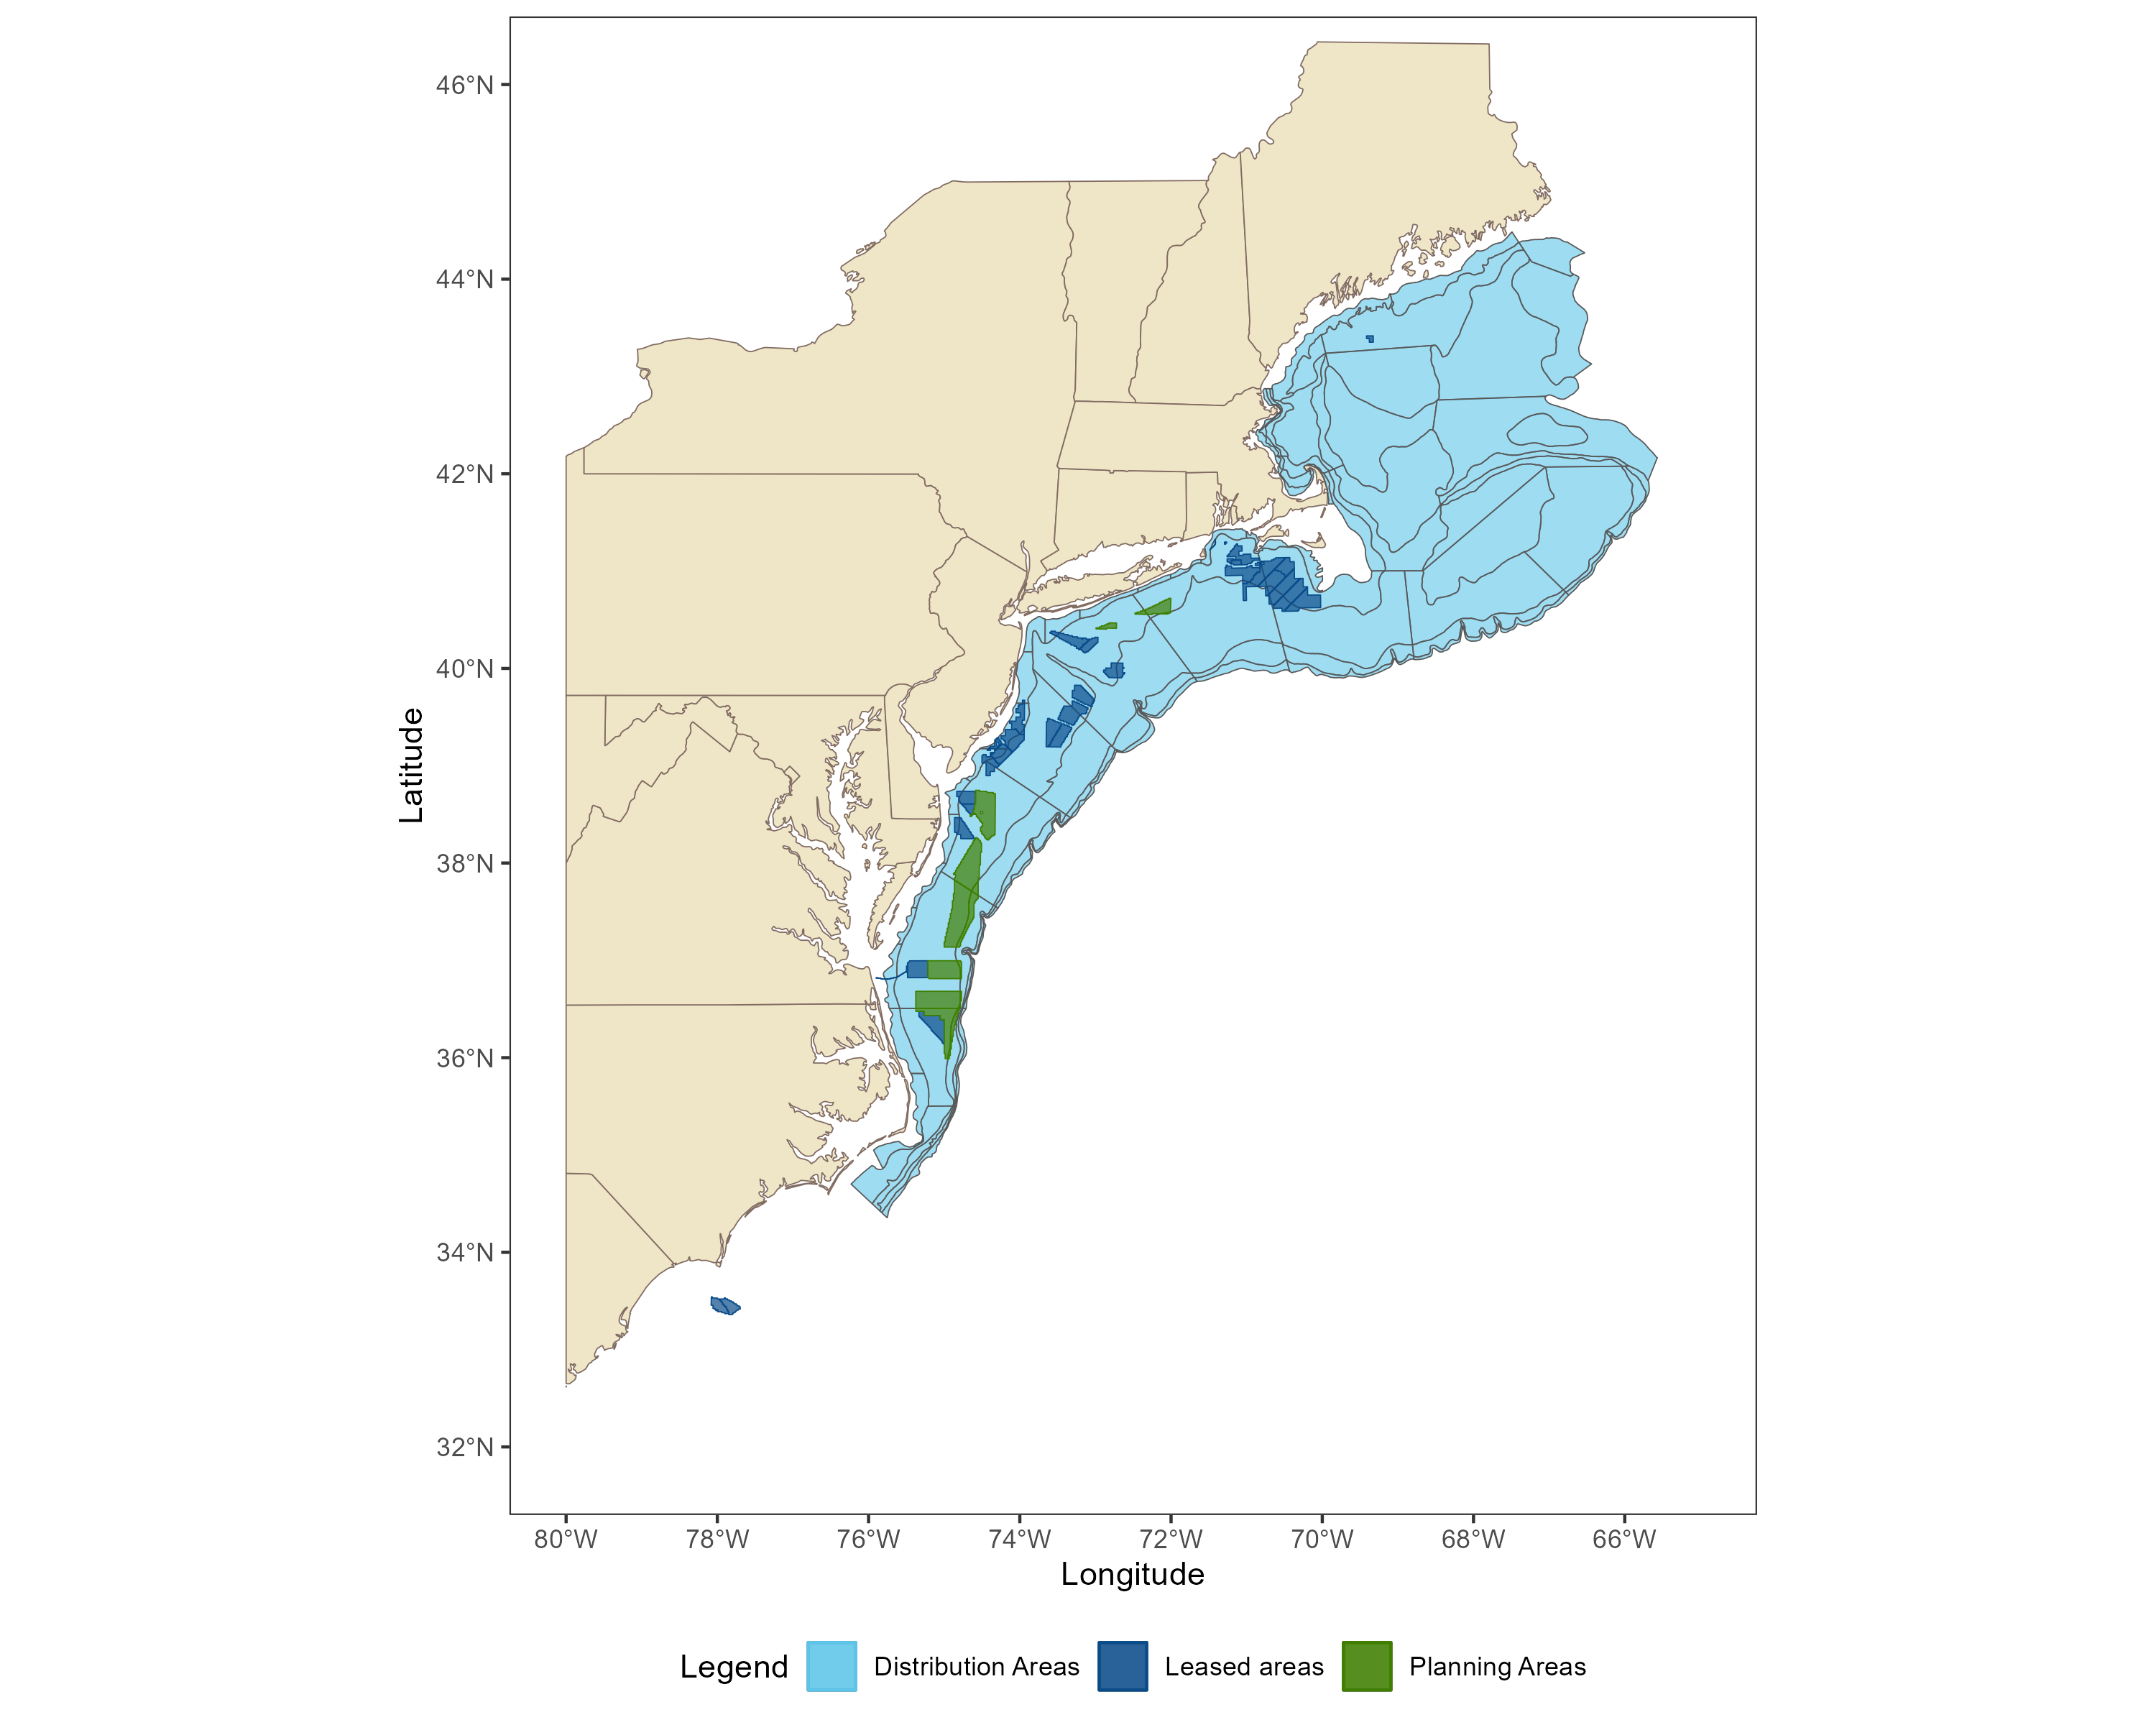 46°N
44°N
42°N
40°N
38°N
36°N
34°N
32°N
Latitude
80°W 78°W 76°W 74°W 72°W 70°W 68°W 66°W
Longitude
Legend Distribution Areas Leased areas Planning Areas